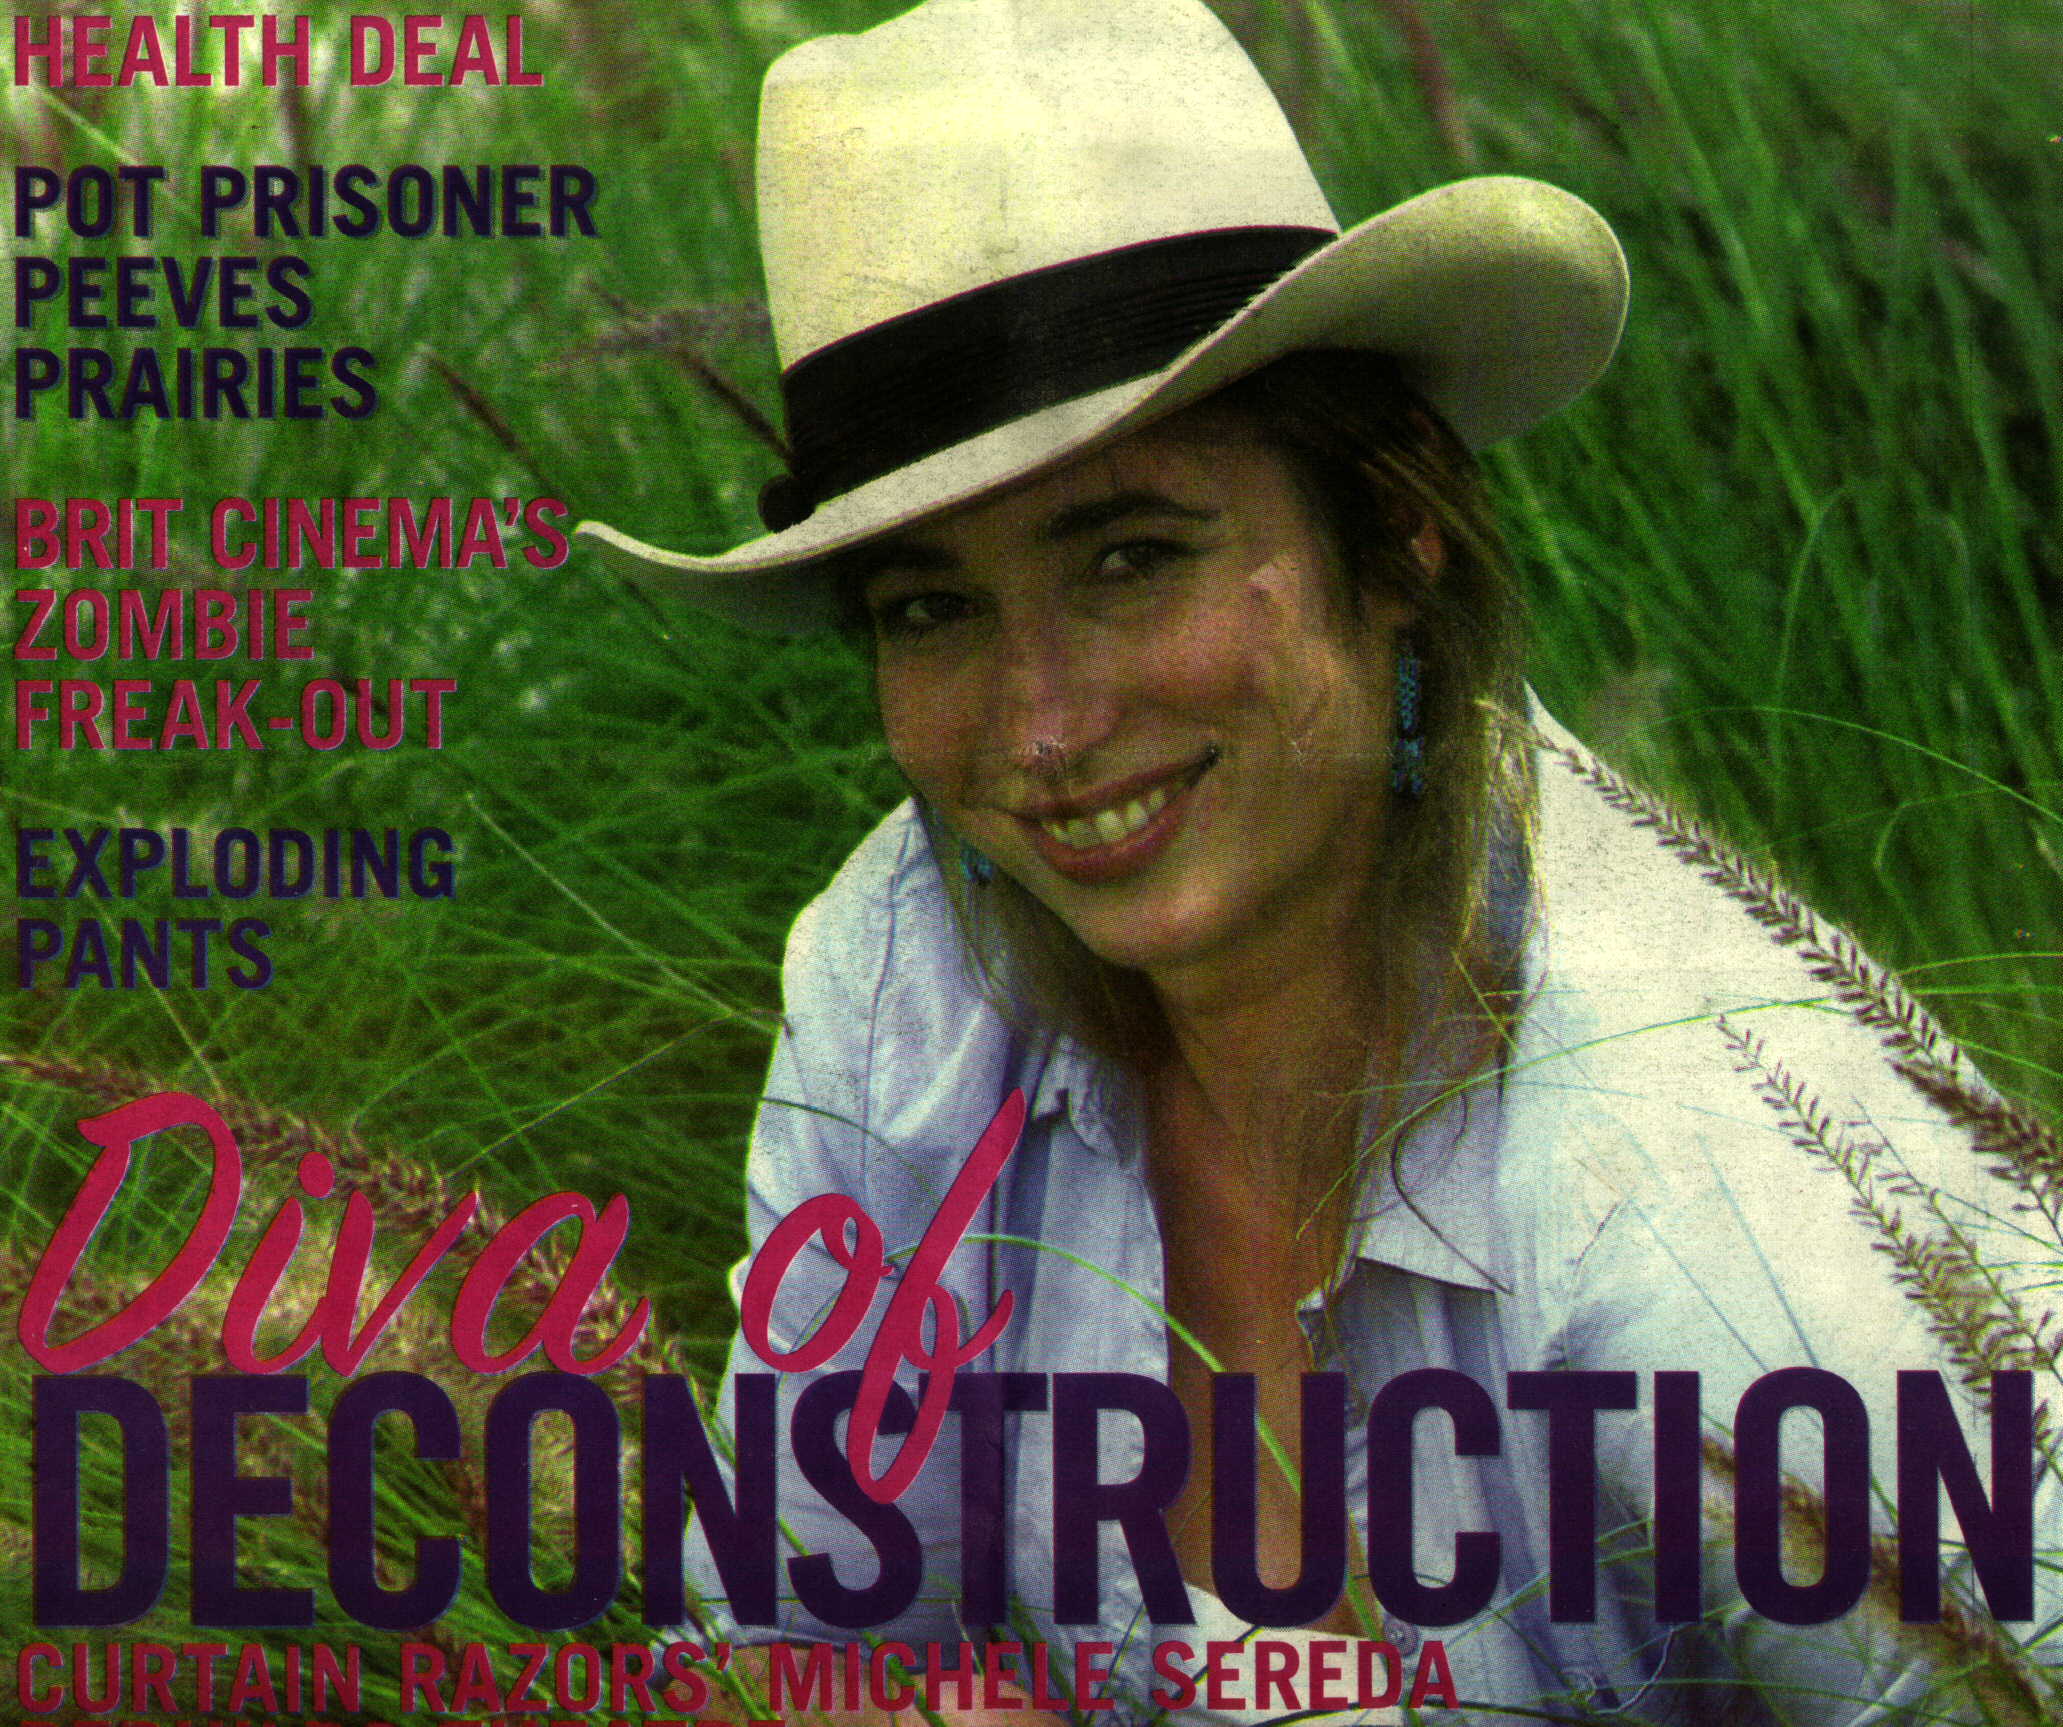 HEALTH DEAL
POT PRISONER
PEEVES
PRAIRIES
BRIT CINEMA'S
ZOMBIE
FREAK-OUT
EXPLODING
PANTS
Diva of
DECONSTRUCTION
CURTAIN RAZORS' MICHELE SEREDA